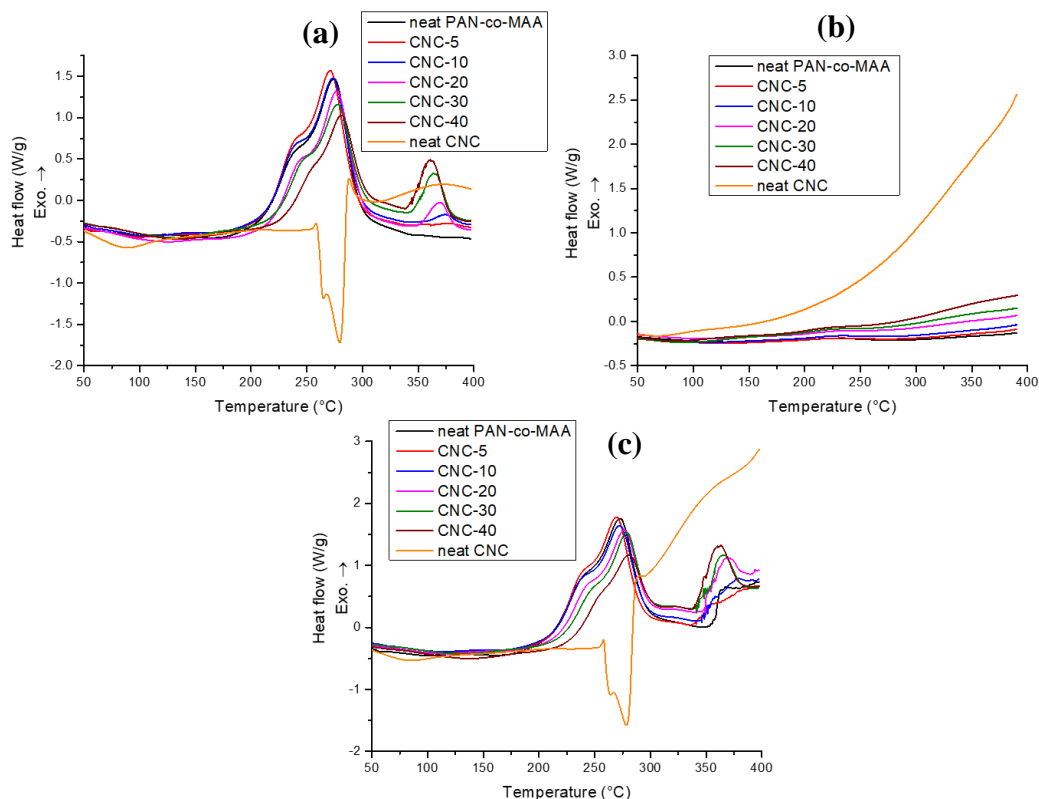 (a)
neat PAN-co-MAA
CNC-5
CNC-10
CNC-20
CNC-30
CNC-40
neat CNC
Heat flow (W/g)
Exo. →
1.5
1.0
0.5
0.0
-0.5
-1.0
-1.5
-2.0
50 100 150 200 250 300 350 400
Temperature (°C)
(b)
neat PAN-co-MAA
CNC-5
CNC-10
CNC-20
CNC-30
CNC-40
neat CNC
Heat flow (W/g)
Exo. →
3.0
2.5
2.0
1.5
1.0
0.5
0.0
-0.5
50 100 150 200 250 300 350 400
Temperature (°C)
(c)
neat PAN-co-MAA
CNC-5
CNC-10
CNC-20
CNC-30
CNC-40
neat CNC
Heat flow (W/g)
Exo. →
3
2
1
0
-1
-2
50 100 150 200 250 300 350 400
Temperature (°C)